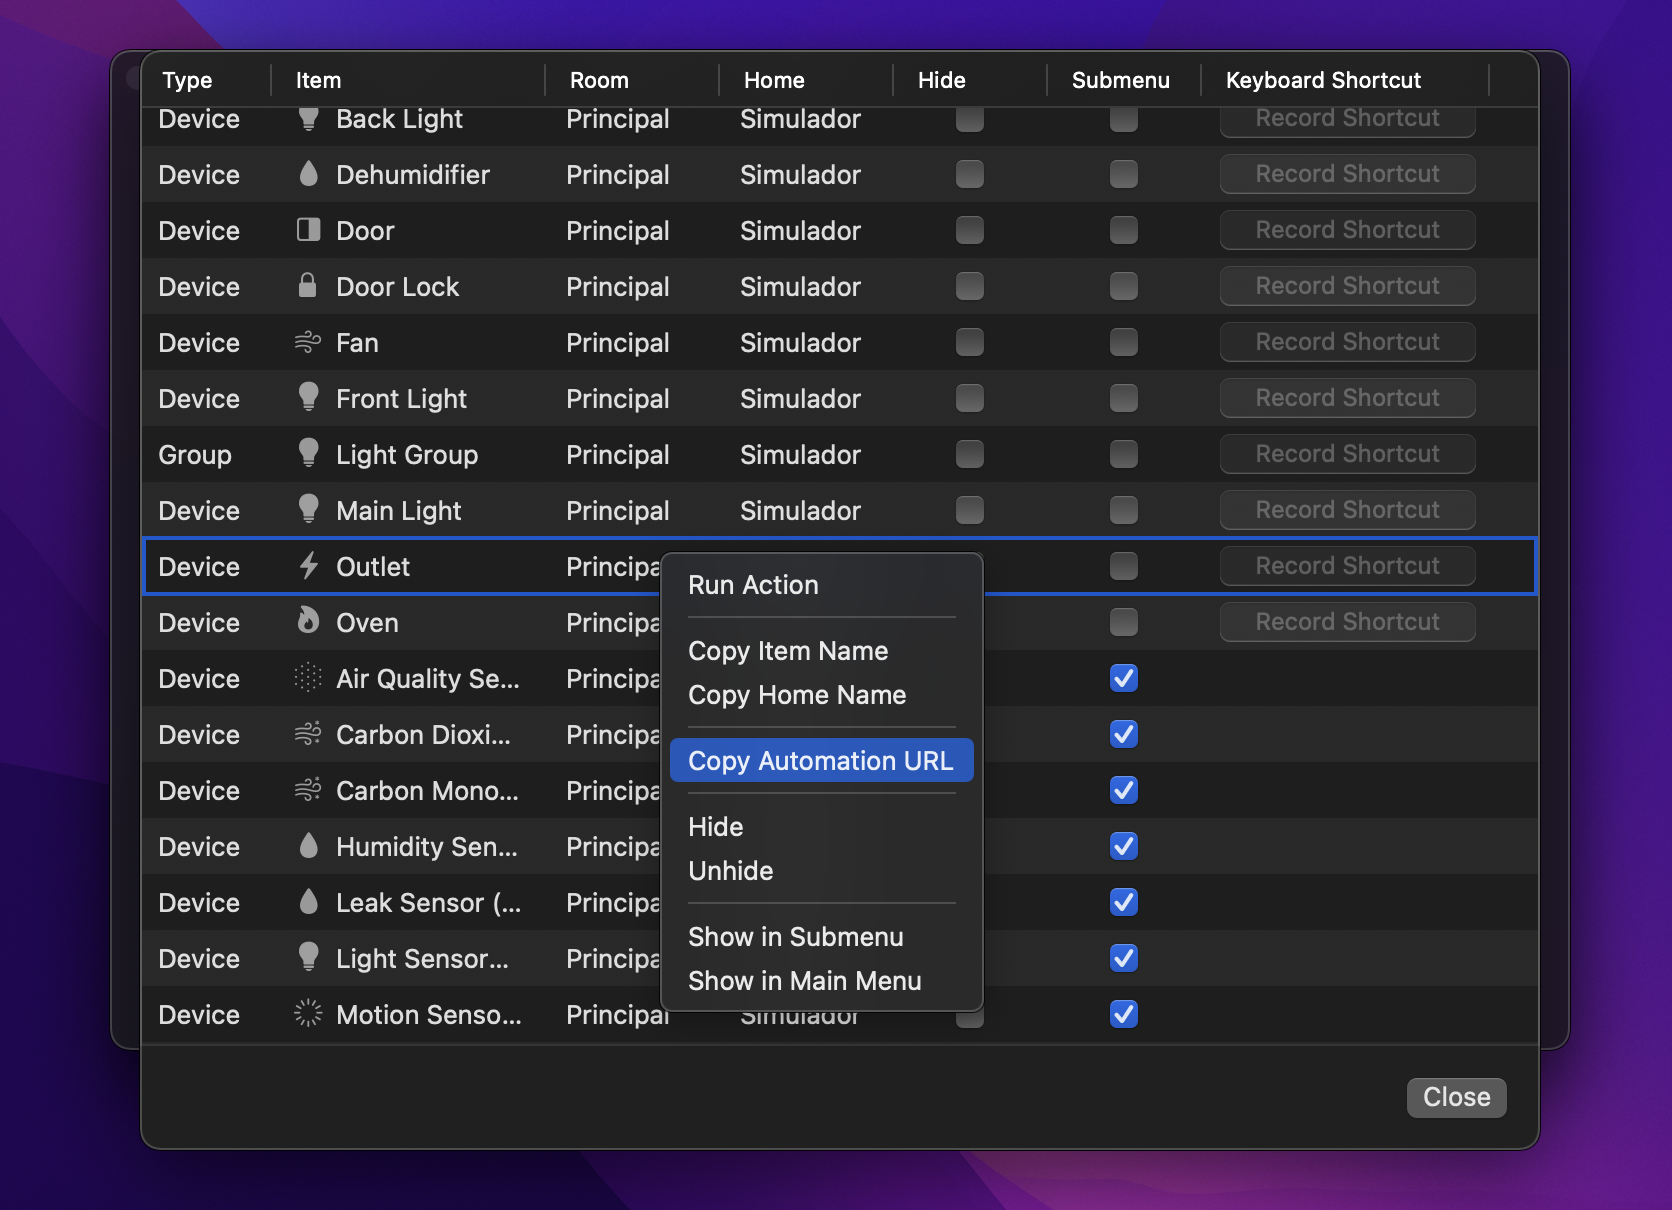 Type Item Room Home Hide Submenu Keyboard Shortcut
Device Back Light Principal Simulador Record Shortcut
Device Dehumidifier Principal Simulador Record Shortcut
Device Door Principal Simulador Record Shortcut
Device Door Lock Principal Simulador Record Shortcut
Device Fan Principal Simulador Record Shortcut
Device Front Light Principal Simulador Record Shortcut
Group Light Group Principal Simulador Record Shortcut
Device Main Light Principal Simulador Record Shortcut
Device Outlet Principa Record Shortcut
Device Oven Principa Record Shortcut
Device Air Quality Se... Principa
Device Carbon Dioxi... Principa
Device Carbon Mono... Principa
Device Humidity Sen... Principa
Device Leak Sensor (... Principa
Device Light Sensor... Principa
Device Motion Senso... Principal Simulador
Run Action
Copy Item Name
Copy Home Name
Copy Automation URL
Hide
Unhide
Show in Submenu
Show in Main Menu
Close